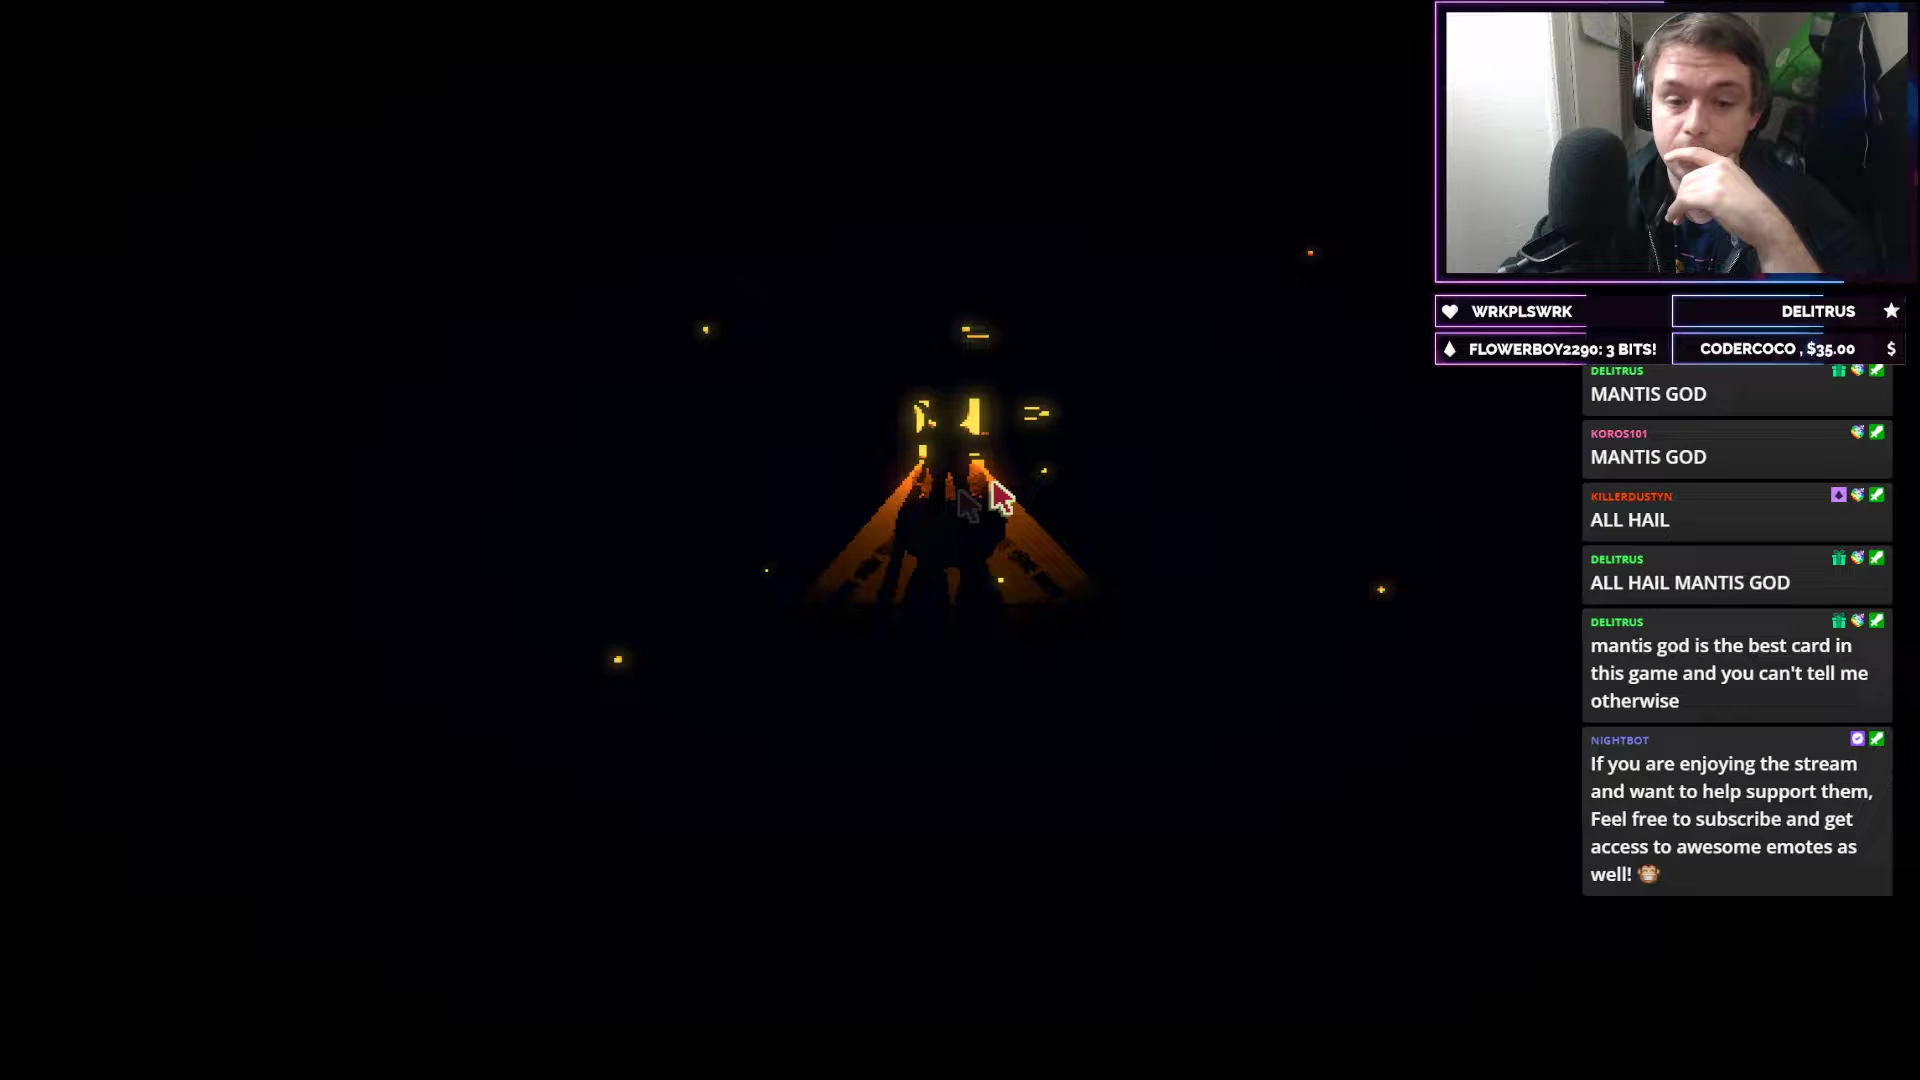 WRKPLSWRK
DELITRUS
FLOWERBOY2290: 3 BITS!
CODERCOCO , $35.00
$
DELITRUS
MANTIS GOD
KOROS101
MANTIS GOD
KILLERDUSTYN
ALL HAIL
DELITRUS
ALL HAIL MANTIS GOD
DELITRUS
mantis god is the best card in
this game and you can't tell me
otherwise
NIGHTBOT
If you are enjoying the stream
and want to help support them,
Feel free to subscribe and get
access to awesome emotes as
well!